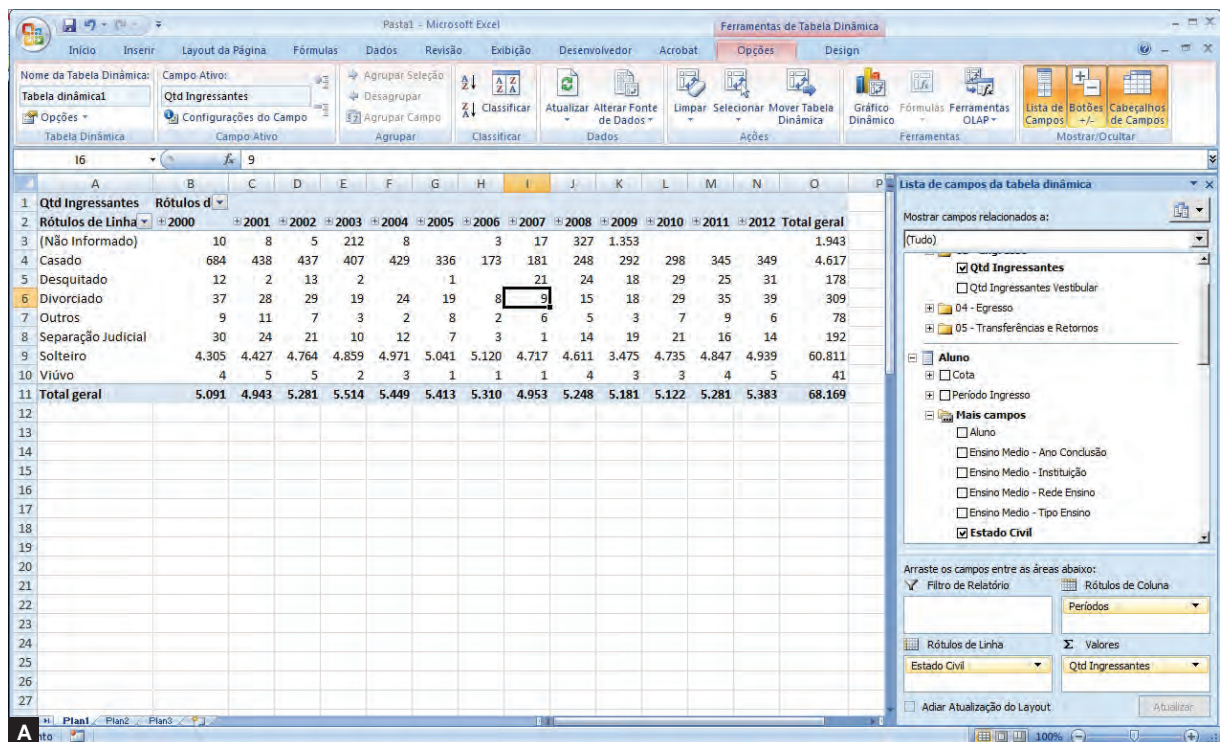 Pasta1 - Microsoft Excel
Ferramentas de Tabela Dinâmica
Início Inserir Layout da Página Fórmulas Dados Revisão Exibição Desenvolvedor Acrobat Opções Design
Nome da Tabela Dinâmica:
Tabela dinâmica1
Opções
Tabela Dinâmica
Campo Ativo:
Qtd Ingressantes
Configurações do Campo
Campo Ativo
Agrupar Seleção
Desagrupar
Agrupar Campo
Agrupar
Classificar
Classificar
Atualizar Alterar Fonte de Dados
Dados
Limpar Selecionar Mover Tabela Dinâmica
Ações
Gráfico Dinâmico Fórmulas Ferramentas OLAP
Ferramentas
Lista de Campos Botões +/- Cabeçalhos de Campos
Mostrar/Ocultar
I6 fx 9
A B C D E F G H I J K L M N O P
1 Qtd Ingressantes Rótulos d
2 Rótulos de Linha 2000 2001 2002 2003 2004 2005 2006 2007 2008 2009 2010 2011 2012 Total geral
3 (Não Informado) 10 8 5 212 8 3 17 327 1.353 1.943
4 Casado 684 438 437 407 429 336 173 181 248 292 298 345 349 4.617
5 Desquitado 12 2 13 2 1 21 24 18 29 25 31 178
6 Divorciado 37 28 29 19 24 19 8 9 15 18 29 35 39 309
7 Outros 9 11 7 3 2 8 2 6 5 3 7 9 6 78
8 Separação Judicial 30 24 21 10 12 7 3 1 14 19 21 16 14 192
9 Solteiro 4.305 4.427 4.764 4.859 4.971 5.041 5.120 4.717 4.611 3.475 4.735 4.847 4.939 60.811
10 Viúvo 4 5 5 2 3 1 1 1 4 3 3 4 5 41
11 Total geral 5.091 4.943 5.281 5.514 5.449 5.413 5.310 4.953 5.248 5.181 5.122 5.281 5.383 68.169
12
13
14
15
16
17
18
19
20
21
22
23
24
25
26
27
Plan1 Plan2 Plan3
A
nto
100%
Lista de campos da tabela dinâmica
Mostrar campos relacionados a:
(Tudo)
Qtd Ingressantes
Qtd Ingressantes Vestibular
04 - Egresso
05 - Transferências e Retornos
Aluno
Cota
Período Ingresso
Mais campos
Aluno
Ensino Medio - Ano Conclusão
Ensino Medio - Instituição
Ensino Medio - Rede Ensino
Ensino Medio - Tipo Ensino
Estado Civil
Arraste os campos entre as áreas abaixo:
Filtro de Relatório Rótulos de Coluna
Períodos
Rótulos de Linha Σ Valores
Estado Civil Qtd Ingressantes
Adiar Atualização do Layout Atualizar